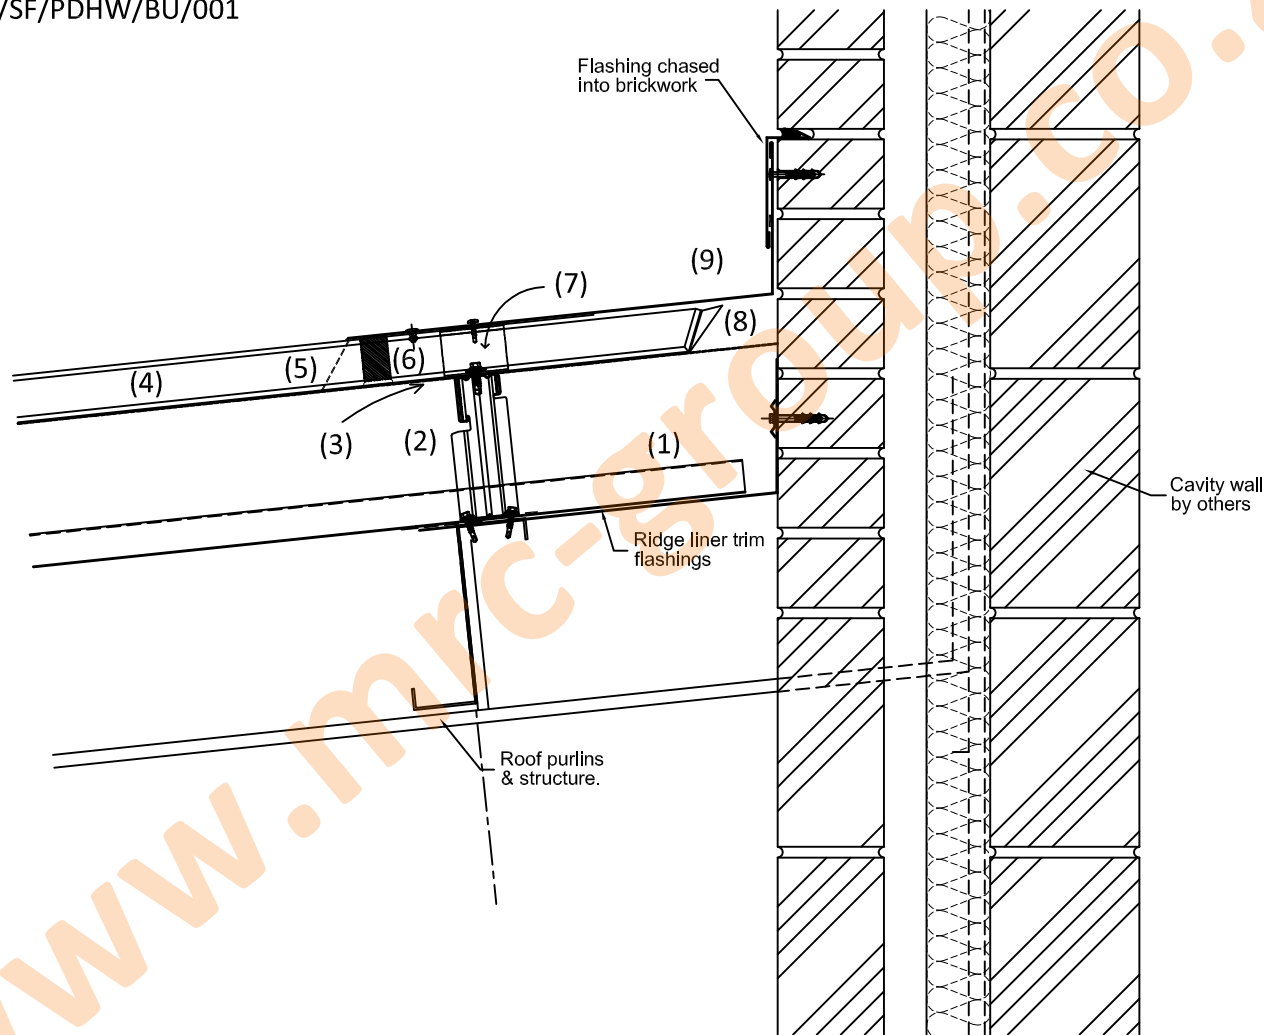 /SF/PDHW/BU/001
Flashing chased
into brickwork
(9)
(7)
(8)
(6)
(5)
(4)
(3)
(2)
(1)
Cavity wall
by others
Ridge liner trim
flashings
Roof purlins
& structure.
www.mrc-group.co.